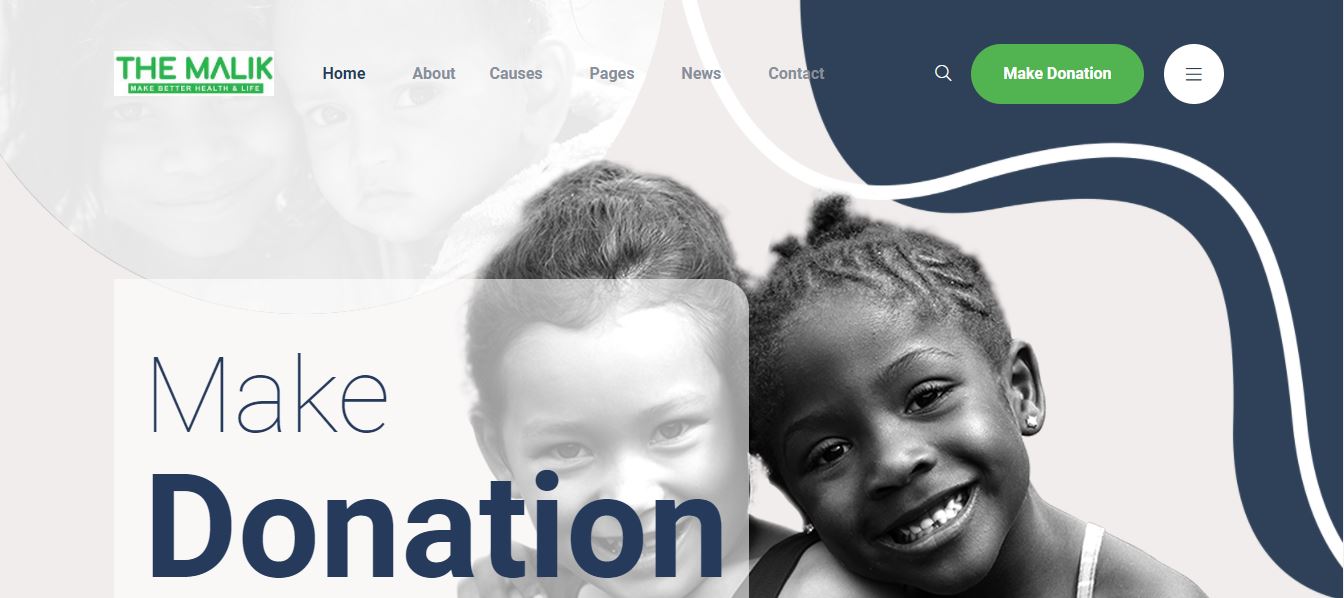 THE MALIK
MAKE BETTER HEALTH & LIFE
Home About Causes Pages News Contact
Make Donation
Make
Donation